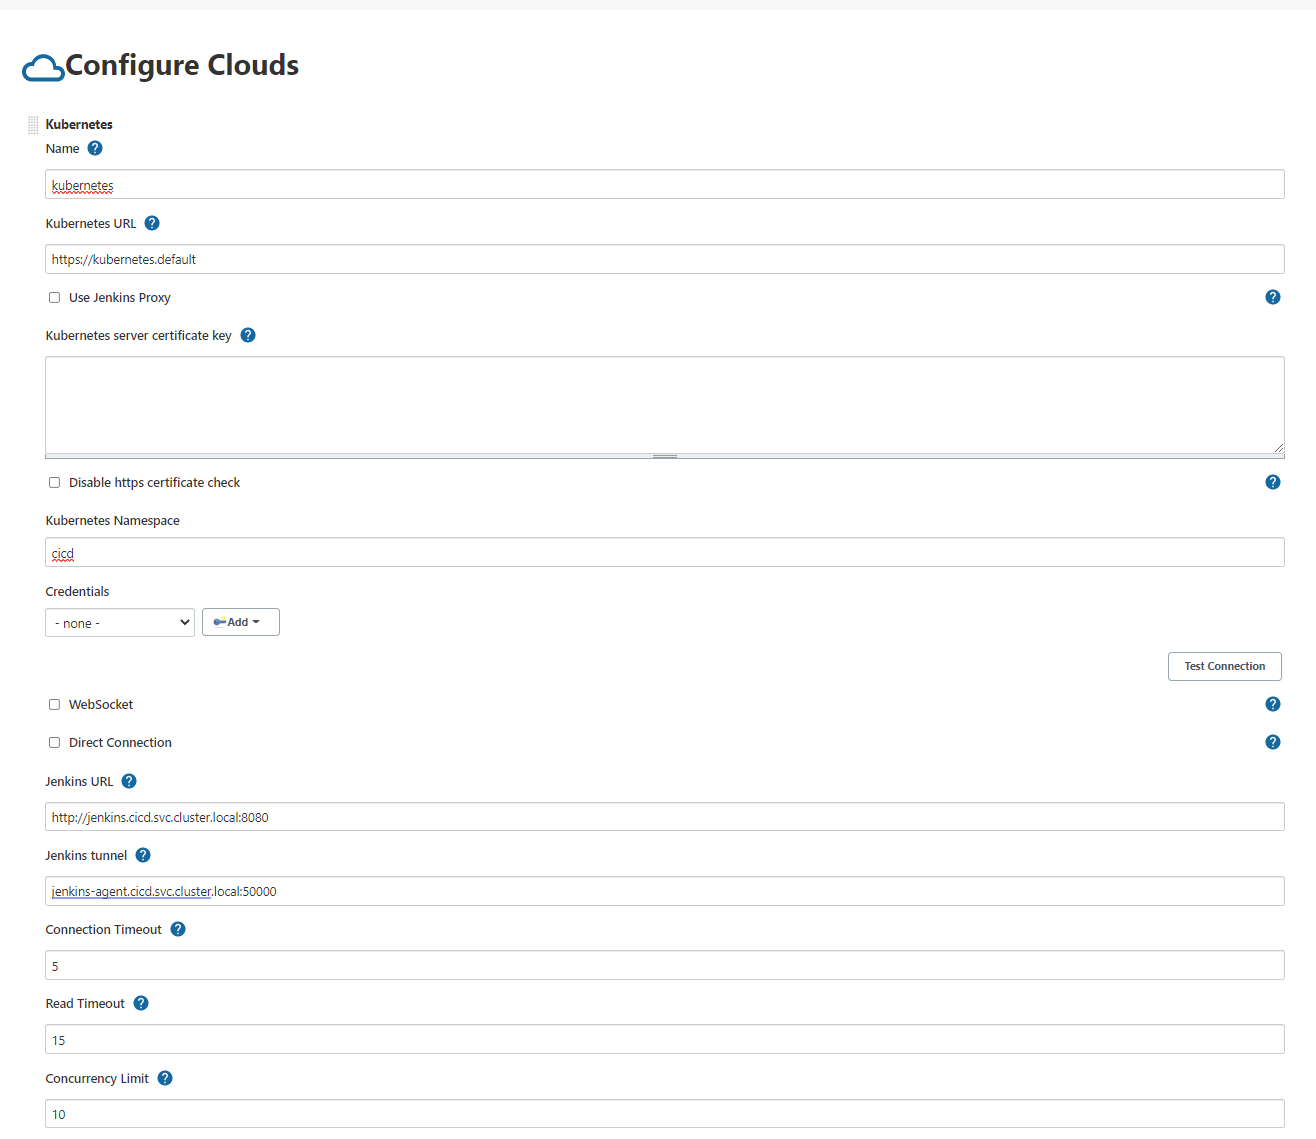 Configure Clouds
Kubernetes
Name ?
kubernetes
Kubernetes URL ?
https://kubernetes.default
Use Jenkins Proxy ?
Kubernetes server certificate key ?
Disable https certificate check ?
Kubernetes Namespace
cicd
Credentials
- none - Add
Test Connection
WebSocket ?
Direct Connection ?
Jenkins URL ?
http://jenkins.cicd.svc.cluster.local:8080
Jenkins tunnel ?
jenkins-agent.cicd.svc.cluster.local:50000
Connection Timeout ?
5
Read Timeout ?
15
Concurrency Limit ?
10